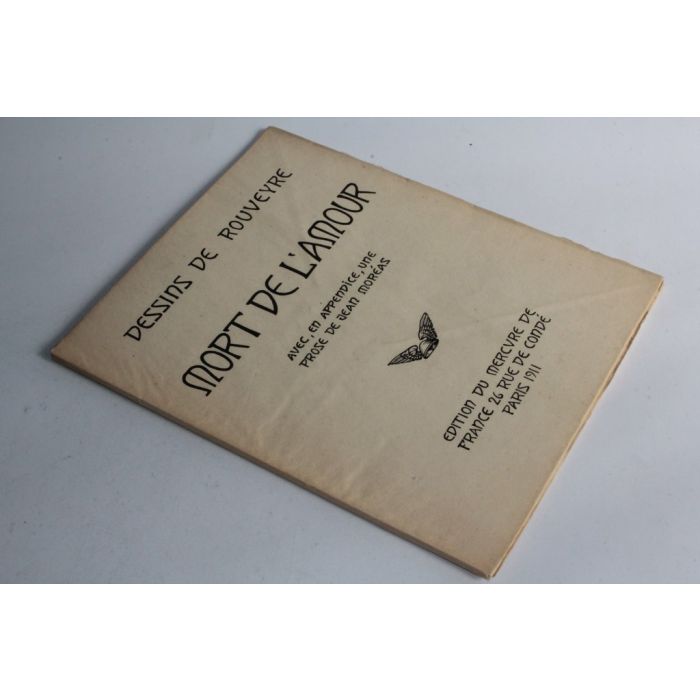 DESSINS DE ROUVEYRE
MORT DE L'AMOUR
AVEC, EN APPENDICE, UNE
PROSE DE JEAN MORÉAS
EDITION DU MERCVRE DE
FRANCE 26 RUE DE CONDÉ
PARIS 1911